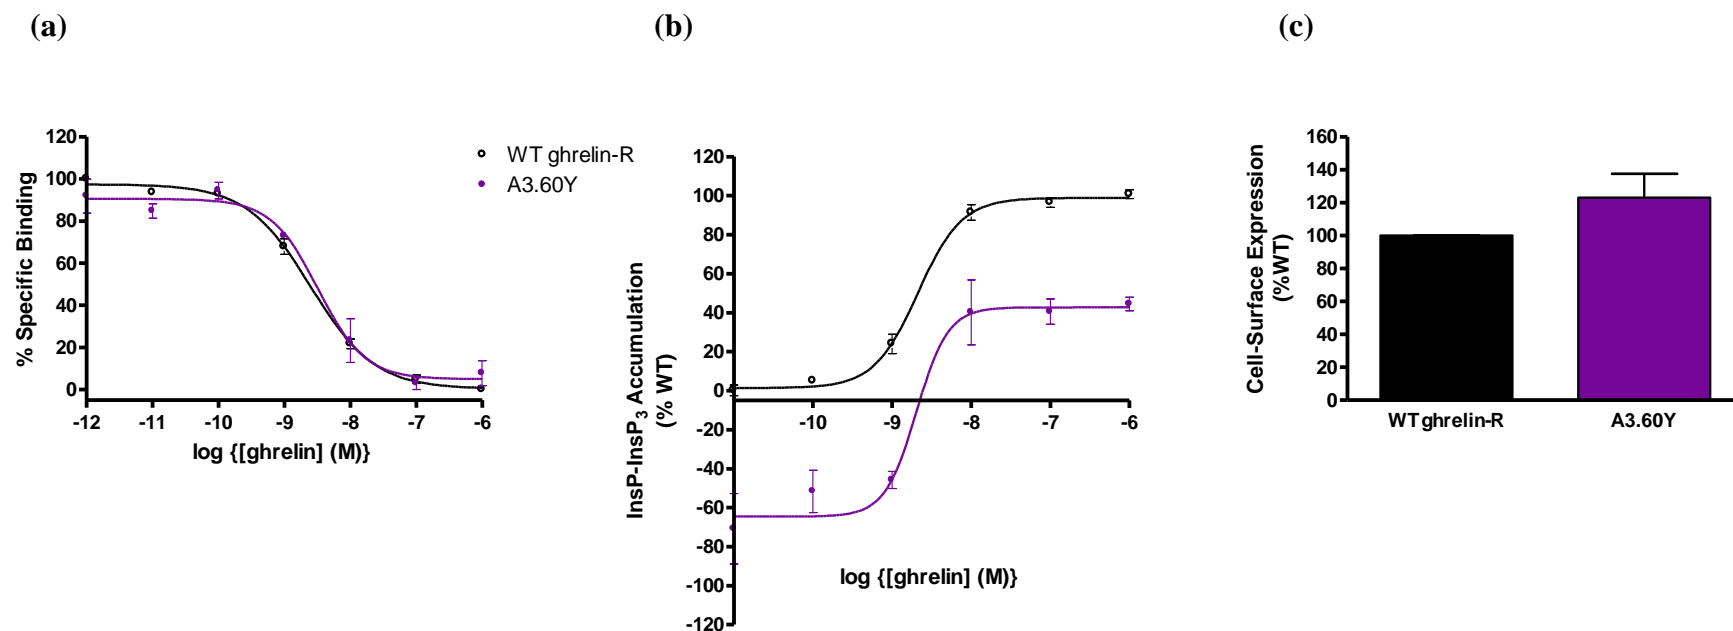 (a)
(b)
(c)
120
100
80
60
40
20
0
% Specific Binding
-12
-11
-10
-9
-8
-7
-6
log {[ghrelin] (M)}
WT ghrelin-R
A3.60Y
120
100
80
60
40
20
0
-20
-40
-60
-80
-100
-120
InsP-InsP₃ Accumulation
(% WT)
-10
-9
-8
-7
-6
log {[ghrelin] (M)}
160
140
120
100
80
60
40
20
0
Cell-Surface Expression
(%WT)
WT ghrelin-R
A3.60Y